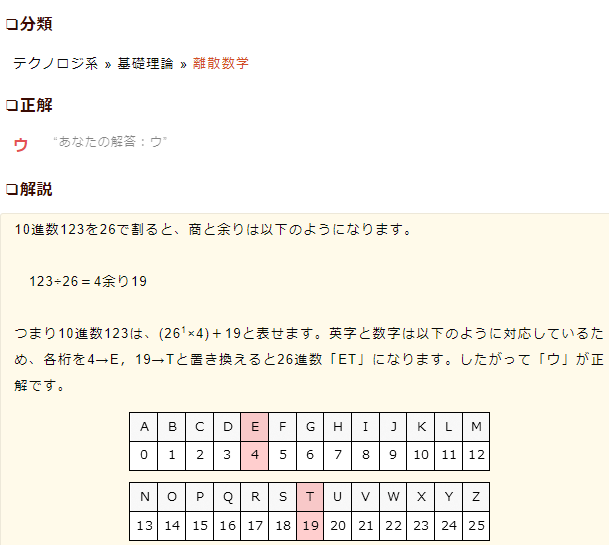 ❏分類
テクノロジ系 » 基礎理論 » 離散数学
❏正解
ウ “あなたの解答：ウ”
❏解説
10進数123を26で割ると、商と余りは以下のようになります。
123÷26＝4余り19
つまり10進数123は、(26¹×4)＋19と表せます。英字と数字は以下のように対応しているた
め、各桁を4→E，19→Tと置き換えると26進数「ET」になります。したがって「ウ」が正
解です。
A B C D E F G H I J K L M
0 1 2 3 4 5 6 7 8 9 10 11 12
N O P Q R S T U V W X Y Z
13 14 15 16 17 18 19 20 21 22 23 24 25